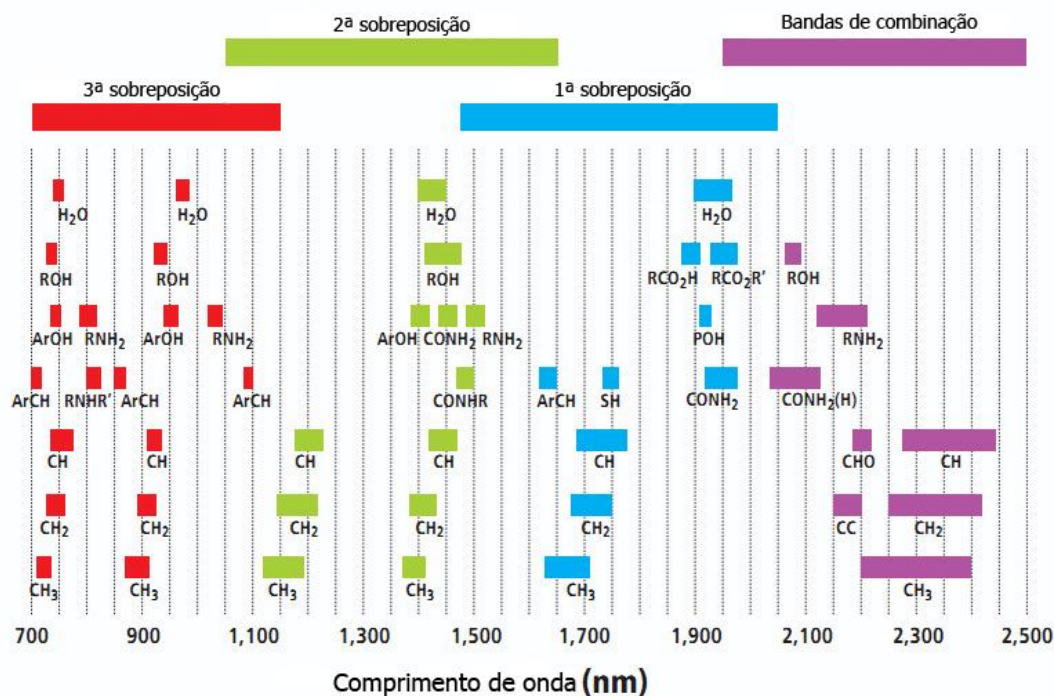 2ª sobreposição
Bandas de combinação
3ª sobreposição
1ª sobreposição
H₂O
H₂O
H₂O
H₂O
ROH
ROH
ROH
RCO₂H
RCO₂R’
ROH
ArOH
RNH₂
ArOH
RNH₂
ArOH
CONH₂
RNH₂
POH
RNH₂
ArCH
RNHR’
ArCH
ArCH
CONHR
ArCH
SH
CONH₂
CONH₂(H)
CH
CH
CH
CH
CH
CHO
CH
CH₂
CH₂
CH₂
CH₂
CH₂
CC
CH₂
CH₃
CH₃
CH₃
CH₃
CH₃
CH₃
700
900
1,100
1,300
1,500
1,700
1,900
2,100
2,300
2,500
Comprimento de onda (nm)